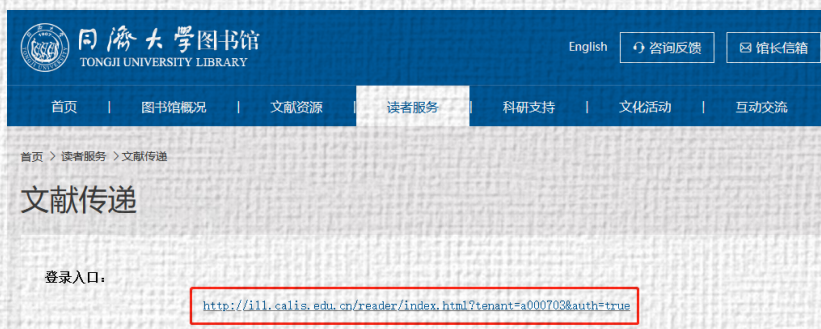 同濟大學图书馆
TONGJI UNIVERSITY LIBRARY
English 咨询反馈 馆长信箱
首页 | 图书馆概况 | 文献资源 | 读者服务 | 科研支持 | 文化活动 | 互动交流
首页 > 读者服务 > 文献传递
文献传递
登录入口：
http://ill.calis.edu.cn/reader/index.html?tenant=a000703&auth=true